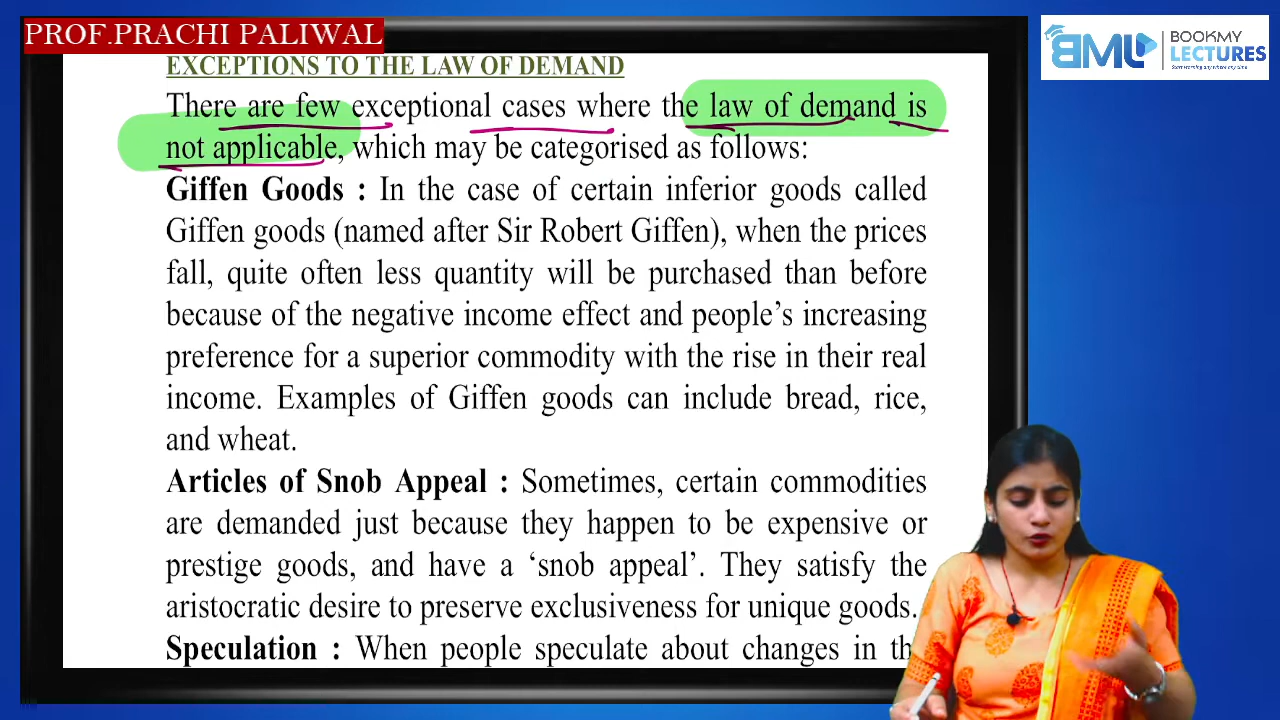 PROF.PRACHI PALIWAL
BOOKMY
LECTURES
Start learning any where any time
EXCEPTIONS TO THE LAW OF DEMAND
There are few exceptional cases where the law of demand is
not applicable, which may be categorised as follows:
Giffen Goods : In the case of certain inferior goods called
Giffen goods (named after Sir Robert Giffen), when the prices
fall, quite often less quantity will be purchased than before
because of the negative income effect and people's increasing
preference for a superior commodity with the rise in their real
income. Examples of Giffen goods can include bread, rice,
and wheat.
Articles of Snob Appeal : Sometimes, certain commodities
are demanded just because they happen to be expensive or
prestige goods, and have a ‘snob appeal’. They satisfy the
aristocratic desire to preserve exclusiveness for unique goods.
Speculation : When people speculate about changes in th